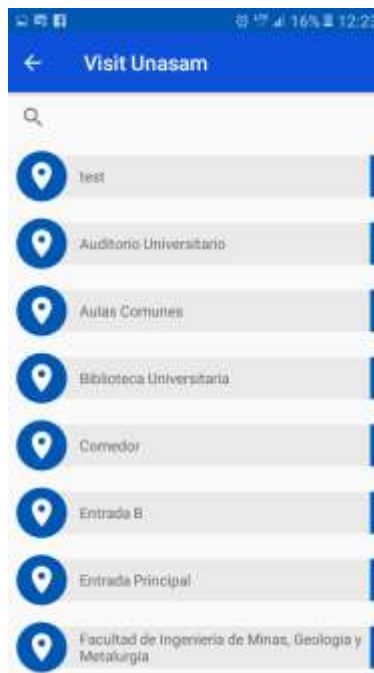 16% 12:23
Visit Unasam
test
Auditorio Universitario
Aulas Comunes
Biblioteca Universitaria
Comedor
Entrada B
Entrada Principal
Facultad de Ingeniería de Minas, Geología y
Metalurgia